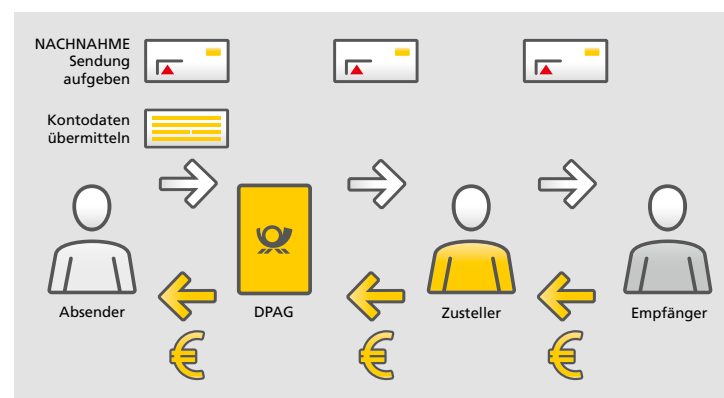 NACHNAHME
Sendung
aufgeben
Kontodaten
übermitteln
Absender
DPAG
Zusteller
Empfänger
€ € €